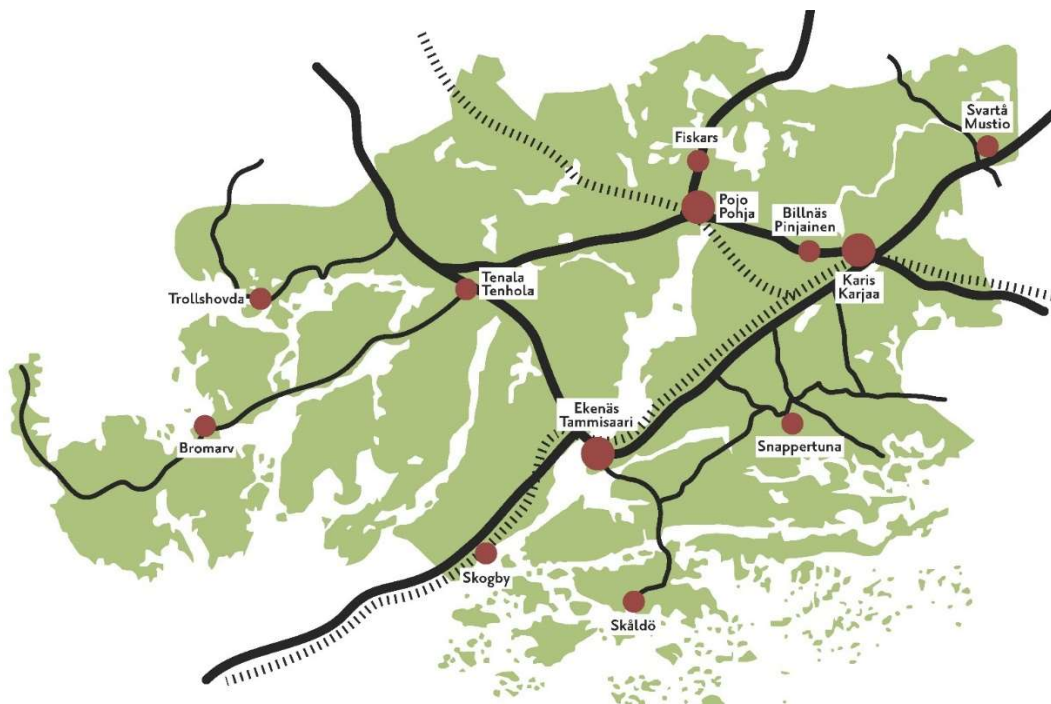 Svartå
Mustio
Fiskars
Pojo
Pohja
Billnäs
Pinjainen
Karis
Karjaa
Tenala
Tenhola
Trollshovda
Ekenäs
Tammisaari
Bromarv
Snappertuna
Skogby
Skåldö